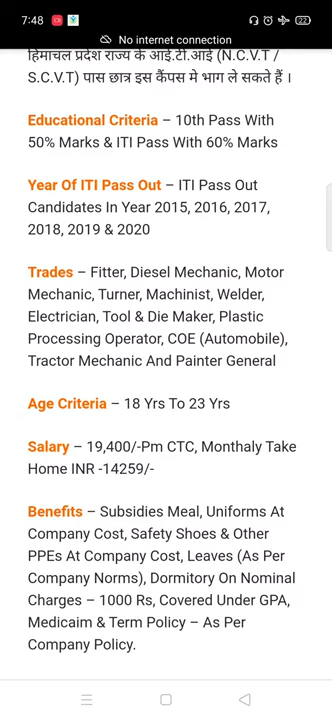 7:48
22
No internet connection
हिमाचल प्रदेश राज्य के आई.टी.आई (N.C.V.T /
S.C.V.T) पास छात्र इस कैंपस मे भाग ले सकते हैं ।
Educational Criteria – 10th Pass With
50% Marks & ITI Pass With 60% Marks
Year Of ITI Pass Out – ITI Pass Out
Candidates In Year 2015, 2016, 2017,
2018, 2019 & 2020
Trades – Fitter, Diesel Mechanic, Motor
Mechanic, Turner, Machinist, Welder,
Electrician, Tool & Die Maker, Plastic
Processing Operator, COE (Automobile),
Tractor Mechanic And Painter General
Age Criteria – 18 Yrs To 23 Yrs
Salary – 19,400/-Pm CTC, Monthaly Take
Home INR -14259/-
Benefits – Subsidies Meal, Uniforms At
Company Cost, Safety Shoes & Other
PPEs At Company Cost, Leaves (As Per
Company Norms), Dormitory On Nominal
Charges – 1000 Rs, Covered Under GPA,
Medicaim & Term Policy – As Per
Company Policy.